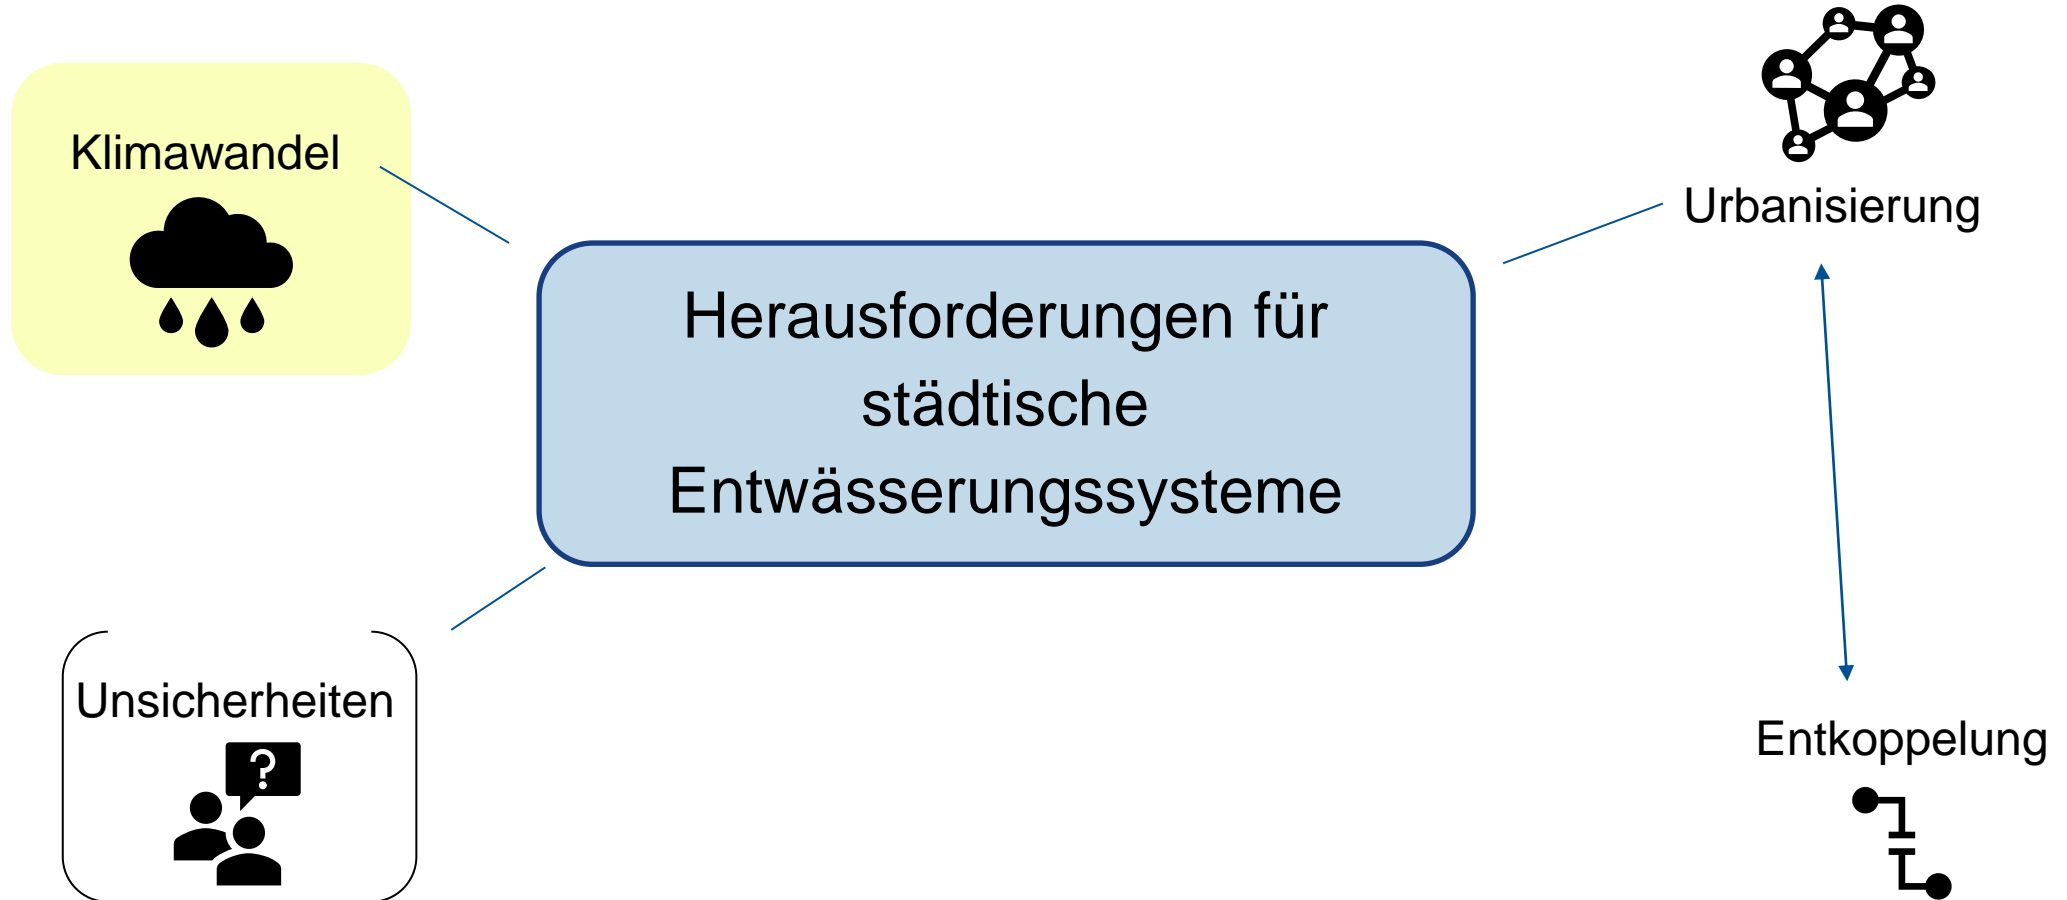 Klimawandel
Urbanisierung
Herausforderungen für
städtische
Entwässerungssysteme
Unsicherheiten
?
Entkoppelung